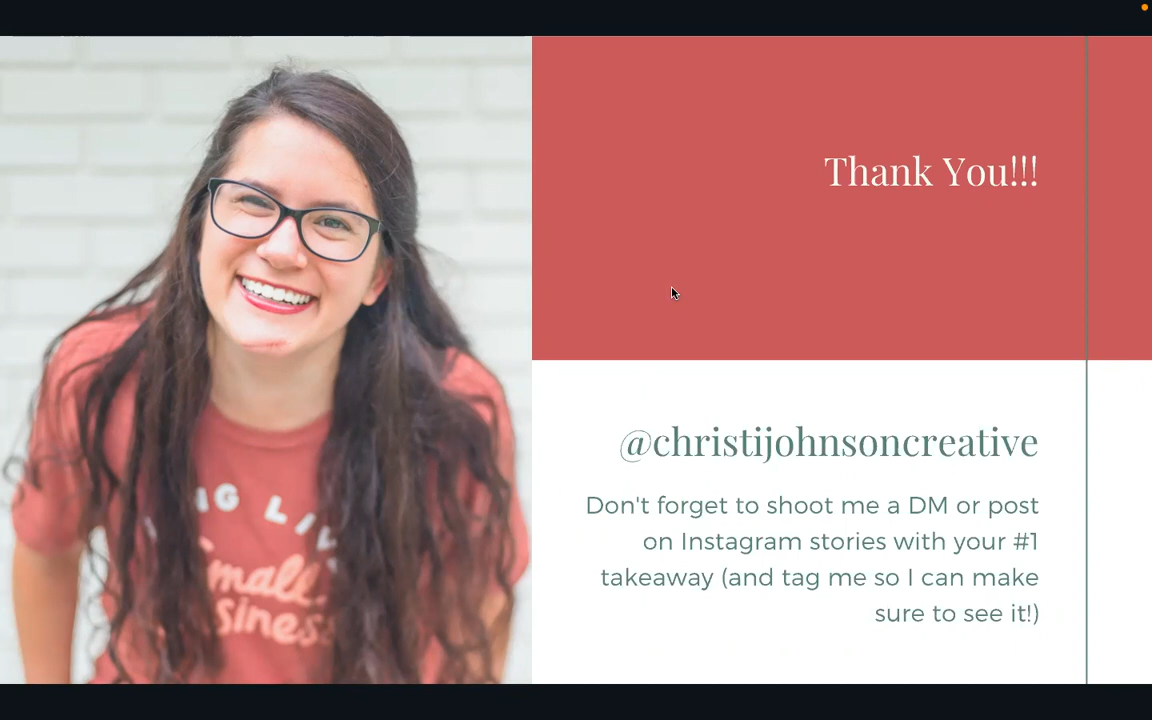 Thank You!!!
@christijohnsoncreative
Don't forget to shoot me a DM or post
on Instagram stories with your #1
takeaway (and tag me so I can make
sure to see it!)